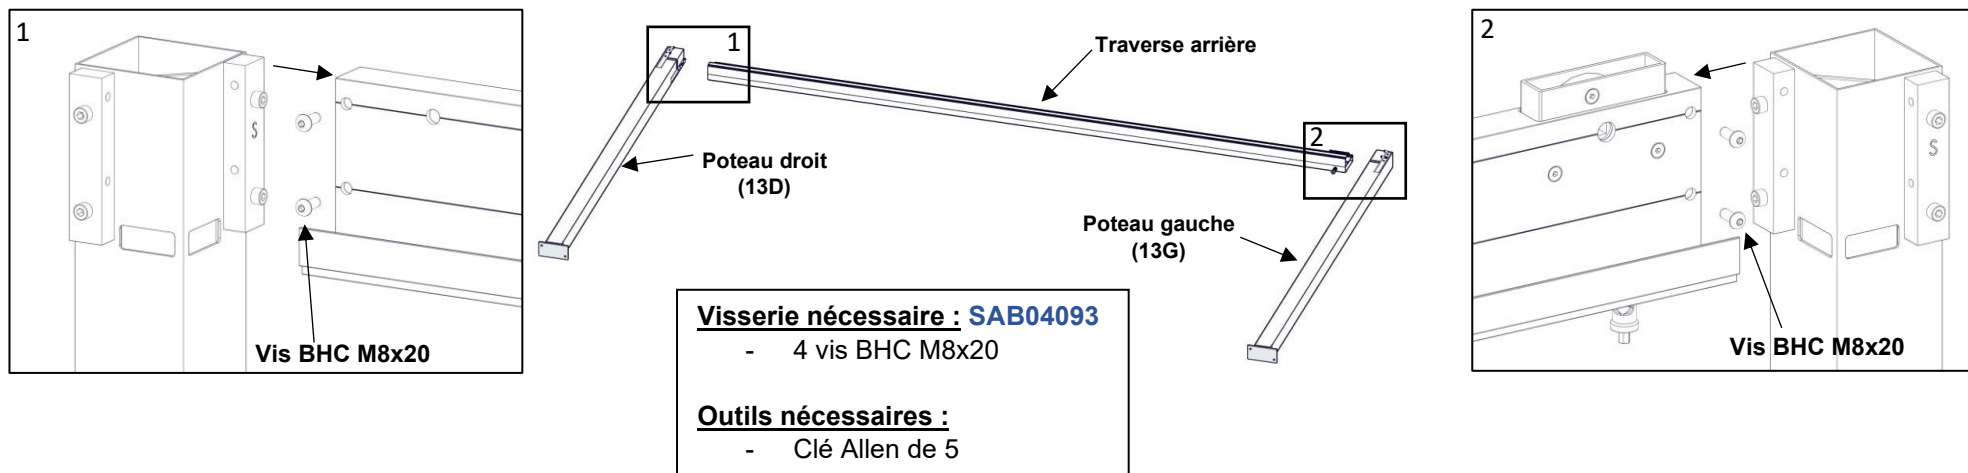 1
Vis BHC M8x20
1
Traverse arrière
Poteau droit
(13D)
2
Poteau gauche
(13G)
Visserie nécessaire : SAB04093
- 4 vis BHC M8x20
Outils nécessaires :
- Clé Allen de 5
2
Vis BHC M8x20
S
S